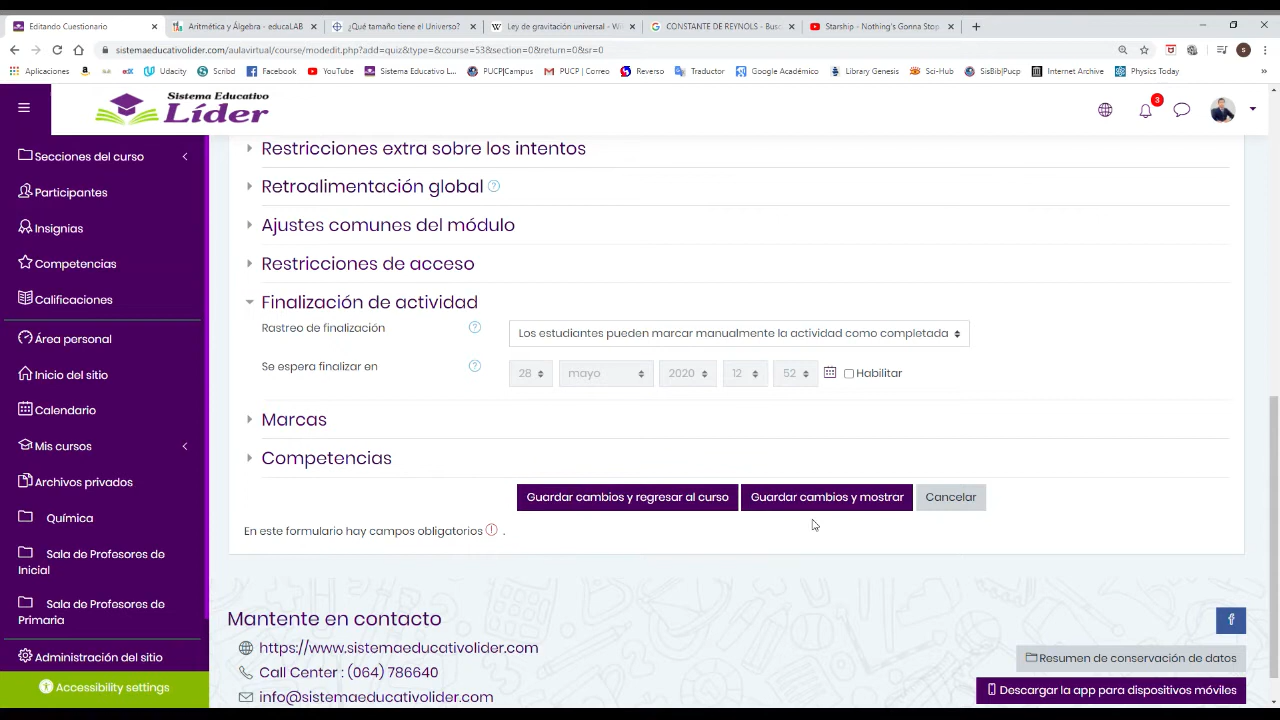 Editando Cuestionario
Aritmética y Álgebra - educaLAB
¿Qué tamaño tiene el Universo?
Ley de gravitación universal - Wi
CONSTANTE DE REYNOLS - Busc
Starship - Nothing's Gonna Stop
sistemaeducativolider.com/aulavirtual/course/modedit.php?add=quiz&type=&course=53&section=0&return=0&sr=0
Aplicaciones
Udacity
Scribd
Facebook
YouTube
Sistema Educativo L...
PUCP|Campus
PUCP | Correo
Reverso
Traductor
Google Académico
Library Genesis
Sci-Hub
SisBib|Pucp
Internet Archive
Physics Today
Sistema Educativo
Líder
3
Secciones del curso
Participantes
Insignias
Competencias
Calificaciones
Área personal
Inicio del sitio
Calendario
Mis cursos
Archivos privados
Química
Sala de Profesores de
Inicial
Sala de Profesores de
Primaria
Administración del sitio
Accessibility settings
Restricciones extra sobre los intentos
Retroalimentación global
Ajustes comunes del módulo
Restricciones de acceso
Finalización de actividad
Rastreo de finalización
Los estudiantes pueden marcar manualmente la actividad como completada
Se espera finalizar en
28 mayo 2020 12 52 Habilitar
Marcas
Competencias
Guardar cambios y regresar al curso
Guardar cambios y mostrar
Cancelar
En este formulario hay campos obligatorios .
Mantente en contacto
https://www.sistemaeducativolider.com
Call Center : (064) 786640
info@sistemaeducativolider.com
Resumen de conservación de datos
Descargar la app para dispositivos móviles